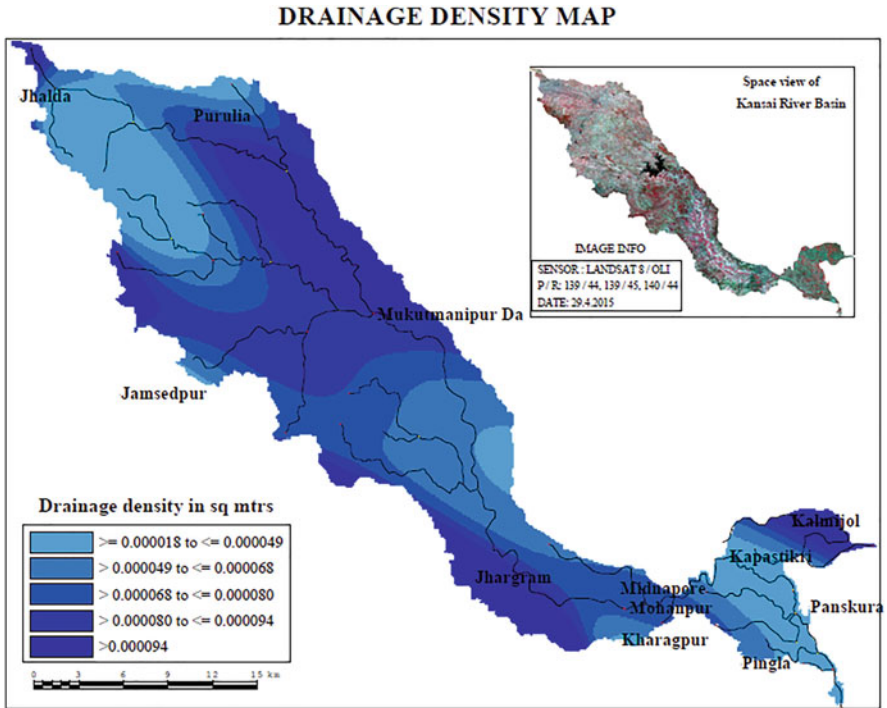 DRAINAGE DENSITY MAP
Jhalda
Purulia
Space view of
Kansai River Basin
IMAGE INFO
SENSOR : LANDSAT 8 / OLI
P / R: 139 / 44, 139 / 45, 140 / 44
DATE: 29.4.2015
Mukutmanipur Da
Jamsedpur
Drainage density in sq mtrs
>= 0.000018 to <= 0.000049
> 0.000049 to <= 0.000068
> 0.000068 to <= 0.000080
> 0.000080 to <= 0.000094
>0.000094
Kalmijol
Kapastikri
Jhargram
Midnapore
Mohanpur
Panskura
Kharagpur
Pingla
0 3 6 9 12 15 km